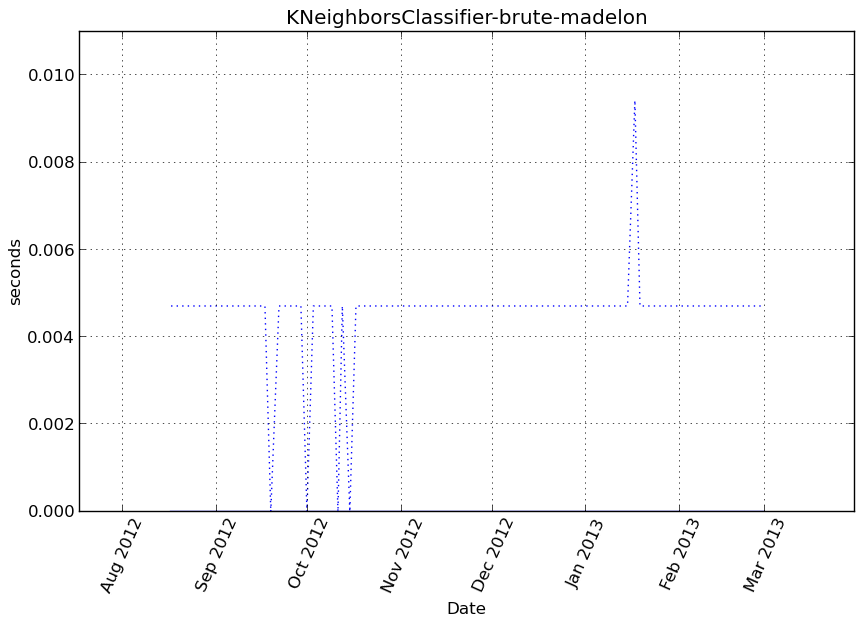 KNeighborsClassifier-brute-madelon
0.010
0.008
0.006
0.004
0.002
0.000
seconds
Aug 2012
Sep 2012
Oct 2012
Nov 2012
Dec 2012
Jan 2013
Feb 2013
Mar 2013
Date